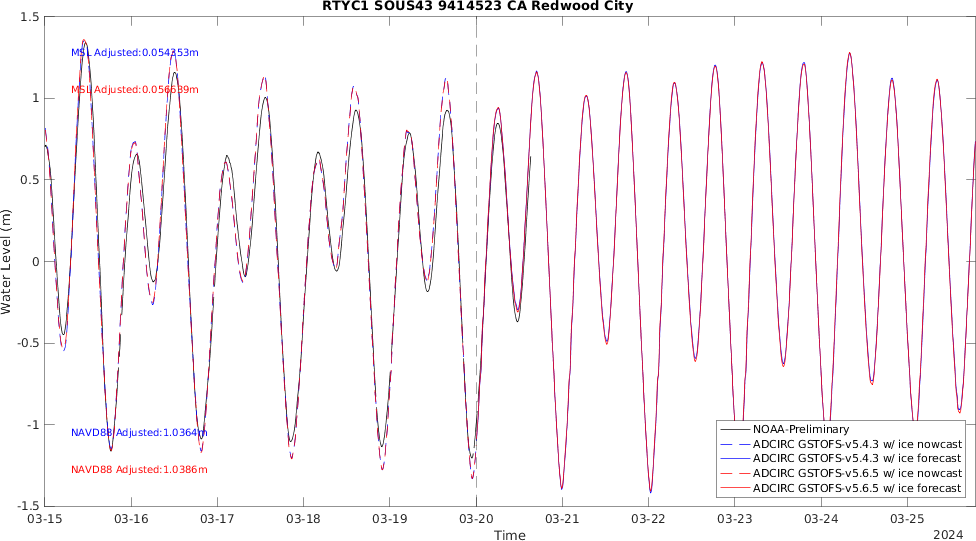 RTYC1 SOUS43 9414523 CA Redwood City
1.5
1
0.5
0
-0.5
-1
-1.5
Water Level (m)
MSL Adjusted:0.054353m
MSL Adjusted:0.056639m
NAVD88 Adjusted:1.0364m
NAVD88 Adjusted:1.0386m
NOAA-Preliminary
ADCIRC GSTOFS-v5.4.3 w/ ice nowcast
ADCIRC GSTOFS-v5.4.3 w/ ice forecast
ADCIRC GSTOFS-v5.6.5 w/ ice nowcast
ADCIRC GSTOFS-v5.6.5 w/ ice forecast
03-15 03-16 03-17 03-18 03-19 03-20 03-21 03-22 03-23 03-24 03-25
Time
2024